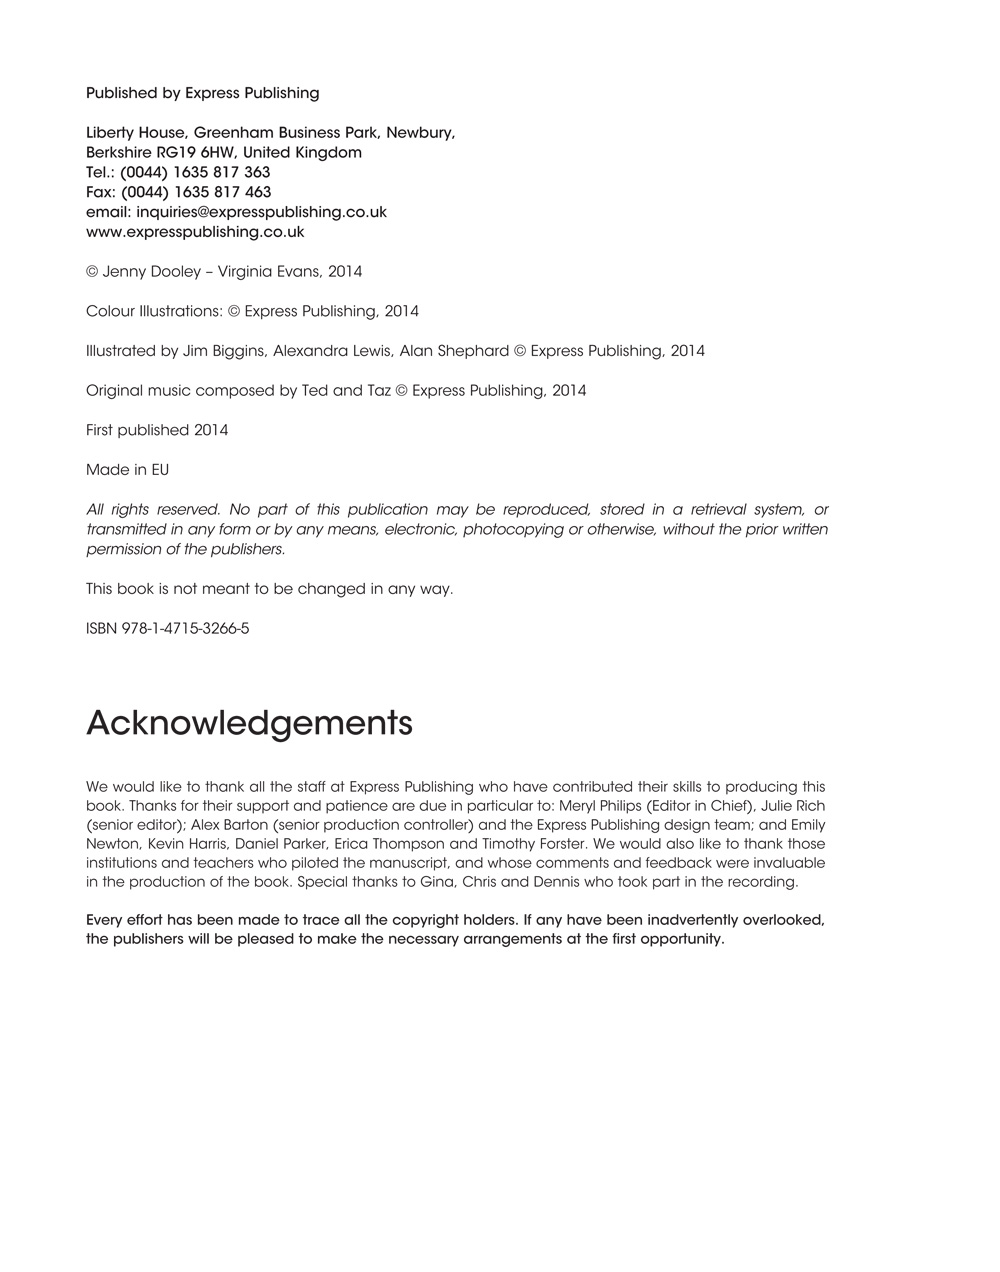 Published by Express Publishing
Liberty House, Greenham Business Park, Newbury,
Berkshire RG19 6HW, United Kingdom
Tel.: (0044) 1635 817 363
Fax: (0044) 1635 817 463
email: inquiries@expresspublishing.co.uk
www.expresspublishing.co.uk
© Jenny Dooley – Virginia Evans, 2014
Colour Illustrations: © Express Publishing, 2014
Illustrated by Jim Biggins, Alexandra Lewis, Alan Shephard © Express Publishing, 2014
Original music composed by Ted and Taz © Express Publishing, 2014
First published 2014
Made in EU
All rights reserved. No part of this publication may be reproduced, stored in a retrieval system, or
transmitted in any form or by any means, electronic, photocopying or otherwise, without the prior written
permission of the publishers.
This book is not meant to be changed in any way.
ISBN 978-1-4715-3266-5
Acknowledgements
We would like to thank all the staff at Express Publishing who have contributed their skills to producing this
book. Thanks for their support and patience are due in particular to: Meryl Philips (Editor in Chief), Julie Rich
(senior editor); Alex Barton (senior production controller) and the Express Publishing design team; and Emily
Newton, Kevin Harris, Daniel Parker, Erica Thompson and Timothy Forster. We would also like to thank those
institutions and teachers who piloted the manuscript, and whose comments and feedback were invaluable
in the production of the book. Special thanks to Gina, Chris and Dennis who took part in the recording.
Every effort has been made to trace all the copyright holders. If any have been inadvertently overlooked,
the publishers will be pleased to make the necessary arrangements at the first opportunity.